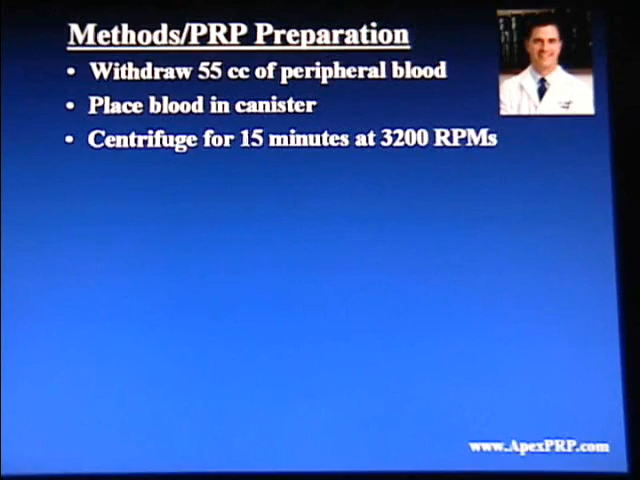 Methods/PRP Preparation
• Withdraw 55 cc of peripheral blood
• Place blood in canister
• Centrifuge for 15 minutes at 3200 RPMs
www.ApexPRP.com